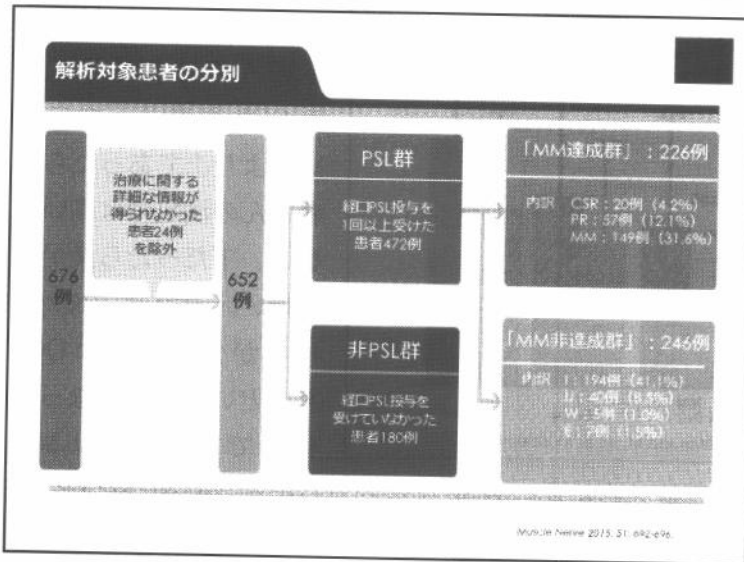 解析対象患者の分別
676
例
治療に関する
詳細な情報が
得られなかった
患者24例
を除外
652
例
PSL群
経口PSL投与を
1回以上受けた
患者472例
非PSL群
経口PSL投与を
受けていなかった
患者180例
「MM達成群」：226例
内訳 CSR：20例（4.2%）
PR：57例（12.1%）
MM：149例（31.6%）
「MM非達成群」：246例
内訳 I：194例（41.1%）
U：40例（8.5%）
W：5例（1.0%）
E：7例（1.5%）
Muscle Nerve 2015; 51: 692-696.